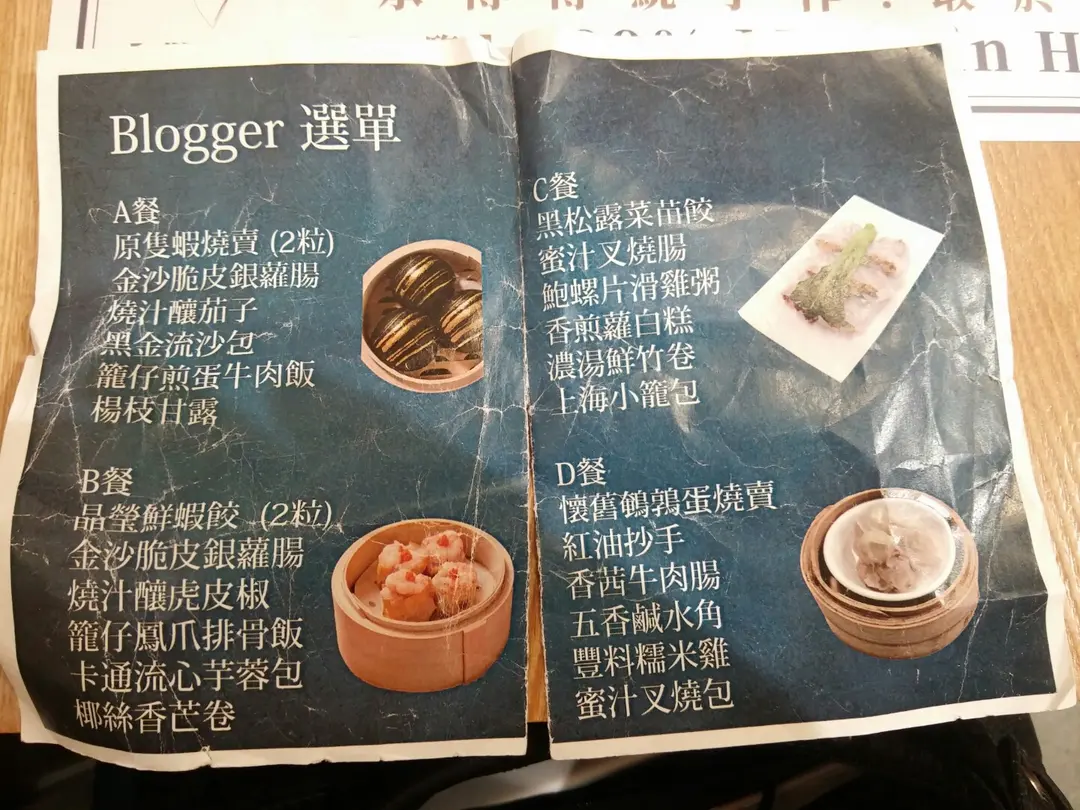 Blogger 選單
A餐
原隻蝦燒賣 (2粒)
金沙脆皮銀蘿腸
燒汁釀茄子
黑金流沙包
籠仔煎蛋牛肉飯
楊枝甘露
B餐
晶瑩鮮蝦餃 (2粒)
金沙脆皮銀蘿腸
燒汁釀虎皮椒
籠仔鳳爪排骨飯
卡通流心芋蓉包
椰絲香芒卷
C餐
黑松露菜苗餃
蜜汁叉燒腸
鮑螺片滑雞粥
香煎蘿白糕
濃湯鮮竹卷
上海小籠包
D餐
懷舊鵪鶉蛋燒賣
紅油抄手
香茜牛肉腸
五香鹹水角
豐料糯米雞
蜜汁叉燒包